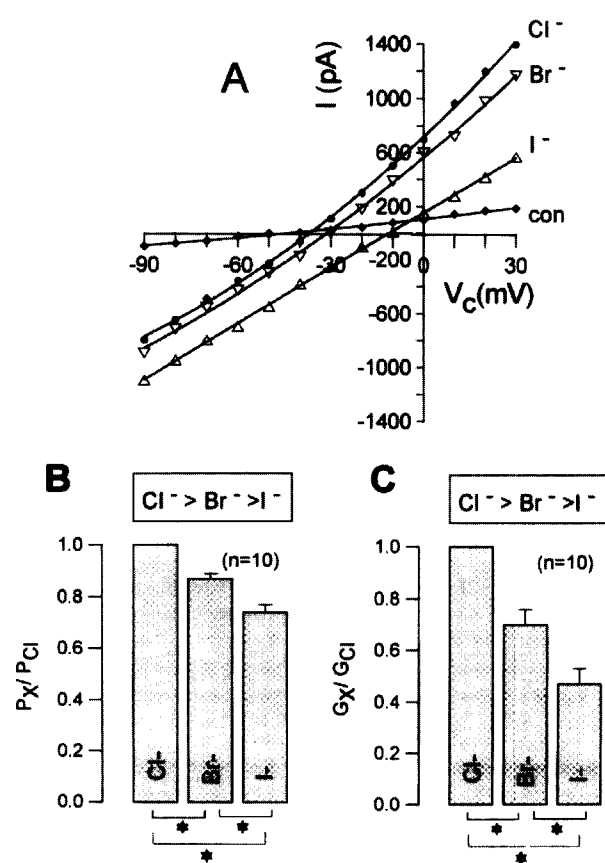 A
I (pA)
1400
1000
600
200
-200
-600
-1000
-1400
-90
-60
-30
0
30
V_C(mV)
Cl⁻
Br⁻
I⁻
con
B
Cl⁻ > Br⁻ > I⁻
(n=10)
P_X / P_Cl
1.0
0.8
0.6
0.4
0.2
0.0
Cl-
Br-
I-
*
*
*
C
Cl⁻ > Br⁻ > I⁻
(n=10)
G_X / G_Cl
1.0
0.8
0.6
0.4
0.2
0.0
Cl-
Br-
I-
*
*
*